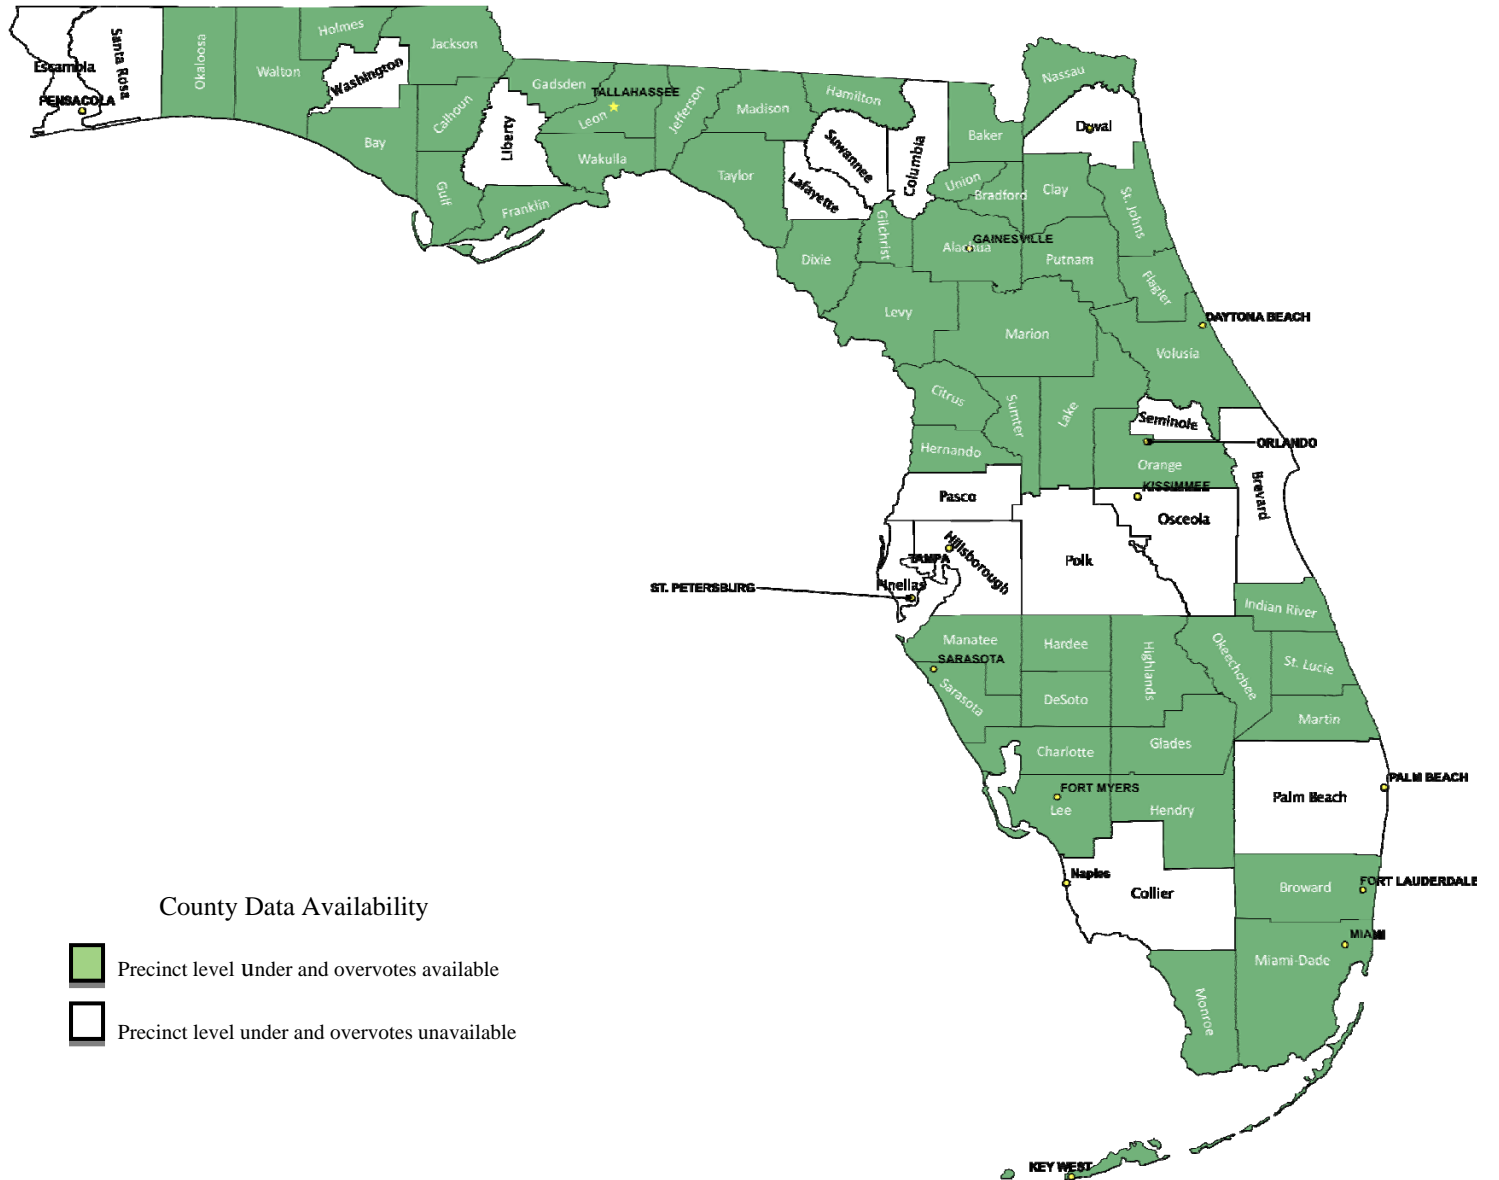 Holmes
Jackson
Santa Rosa
Okaloosa
Walton
Washington
Escambia
PENSACOLA
Calhoun
Bay
Gulf
Gadsden
TALLAHASSEE
Leon
Liberty
Wakulla
Franklin
Jefferson
Madison
Hamilton
Taylor
Suwannee
Lafayette
Columbia
Nassau
Duval
Baker
Union
Bradford
Clay
St. Johns
Gilchrist
Dixie
Alachua
GAINESVILLE
Putnam
Flagler
Levy
Marion
DAYTONA BEACH
Volusia
Citrus
Sumter
Lake
Seminole
ORLANDO
Hernando
Orange
Pasco
KISSIMMEE
Osceola
Brevard
Hillsborough
TAMPA
Polk
Pinellas
ST. PETERSBURG
Indian River
Manatee
Hardee
Highlands
Okeechobee
St. Lucie
SARASOTA
Sarasota
DeSoto
Martin
Charlotte
Glades
FORT MYERS
Lee
Hendry
Palm Beach
PALM BEACH
Naples
Collier
Broward
FORT LAUDERDALE
MIAMI
Miami-Dade
Monroe
KEY WEST
County Data Availability
Precinct level under and overvotes available
Precinct level under and overvotes unavailable